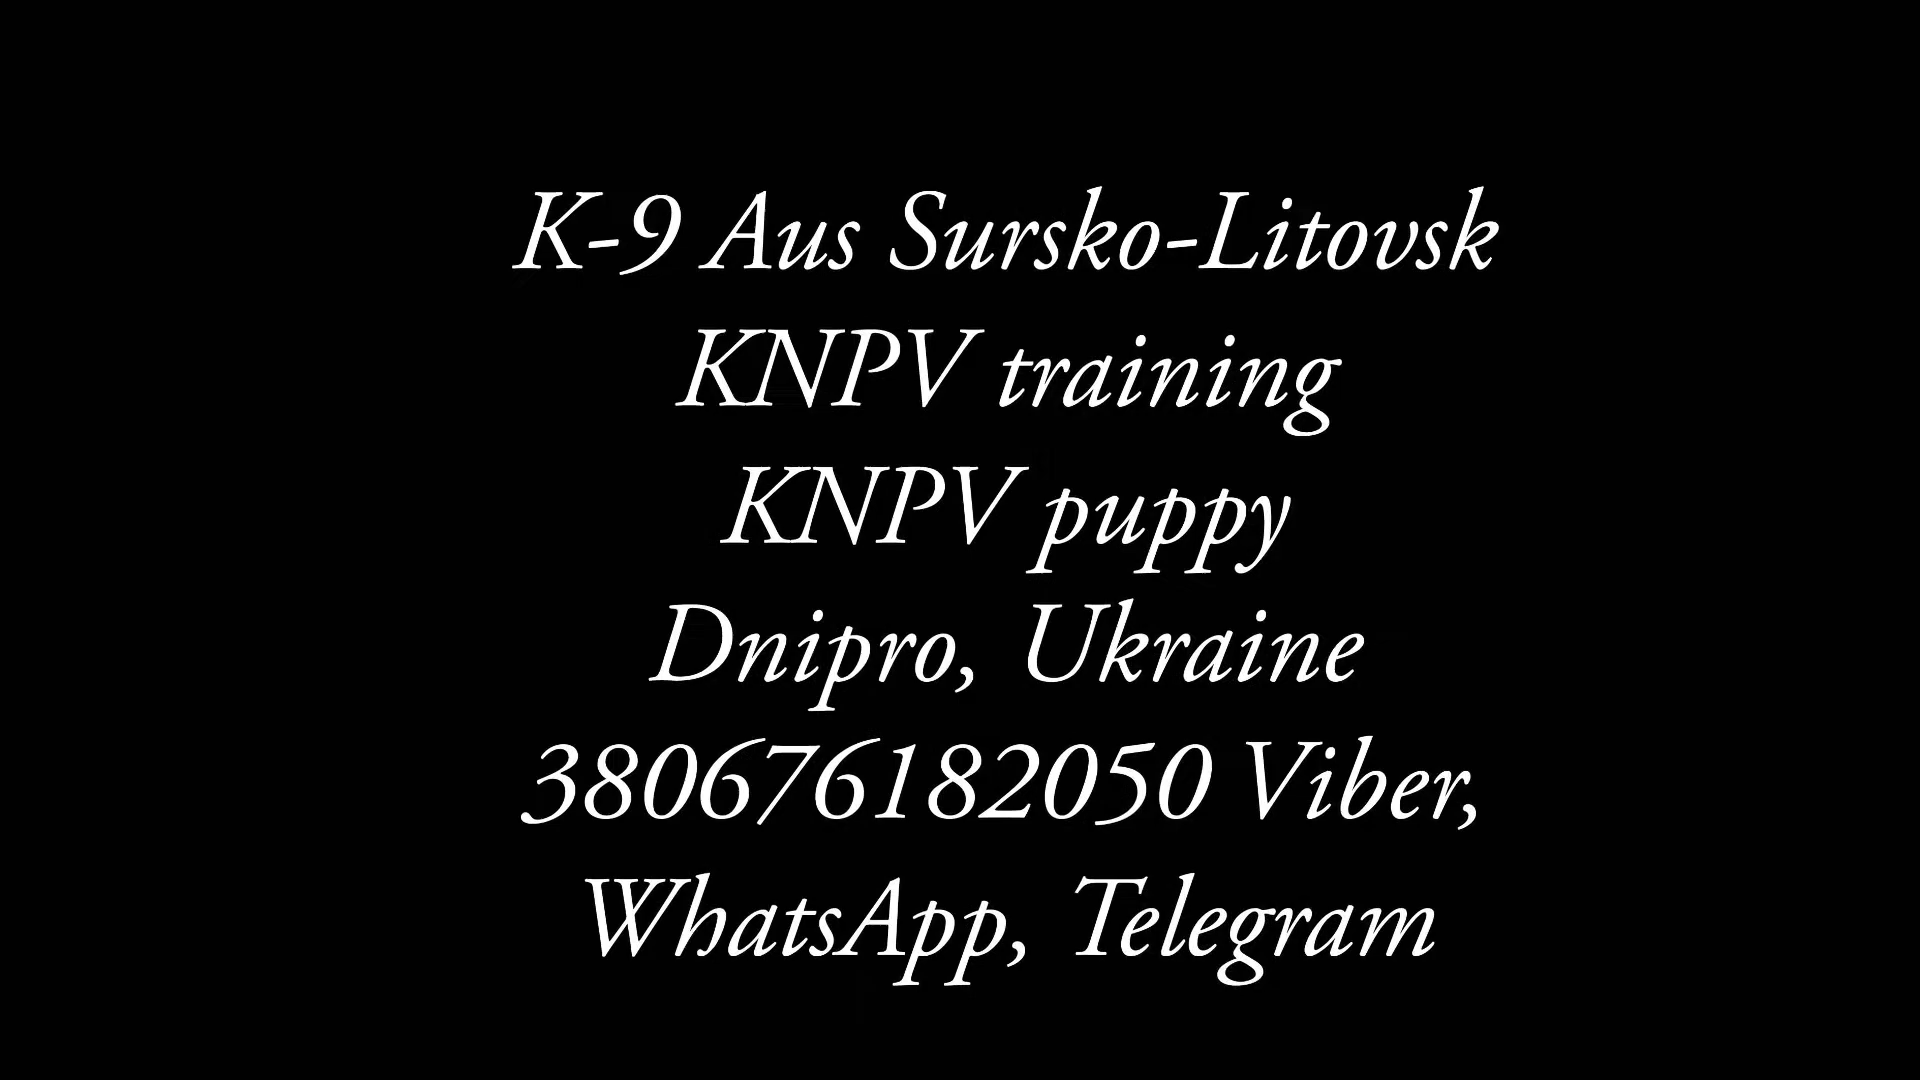 K-9 Aus Sursko-Litovsk
KNPV training
KNPV puppy
Dnipro, Ukraine
380676182050 Viber,
WhatsApp, Telegram